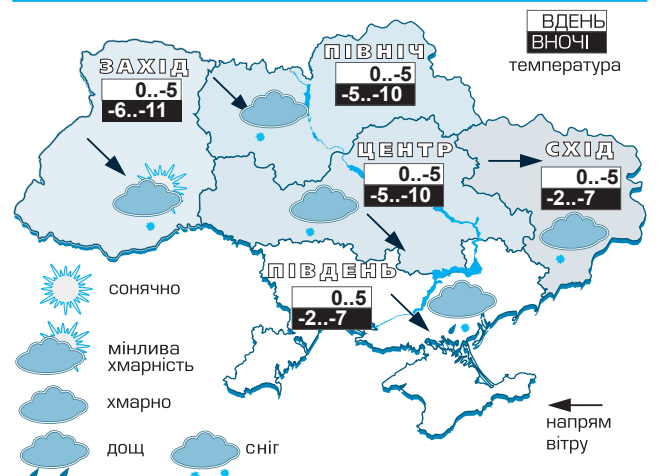 ВДЕНЬ
ВНОЧІ
температура
ЗАХІД
0..-5
-6..-11
ПІВНІЧ
0..-5
-5..-10
ЦЕНТР
0..-5
-5..-10
СХІД
0..-5
-2..-7
ПІВДЕНЬ
0..5
-2..-7
сонячно
мінлива
хмарність
хмарно
дощ
сніг
напрям
вітру